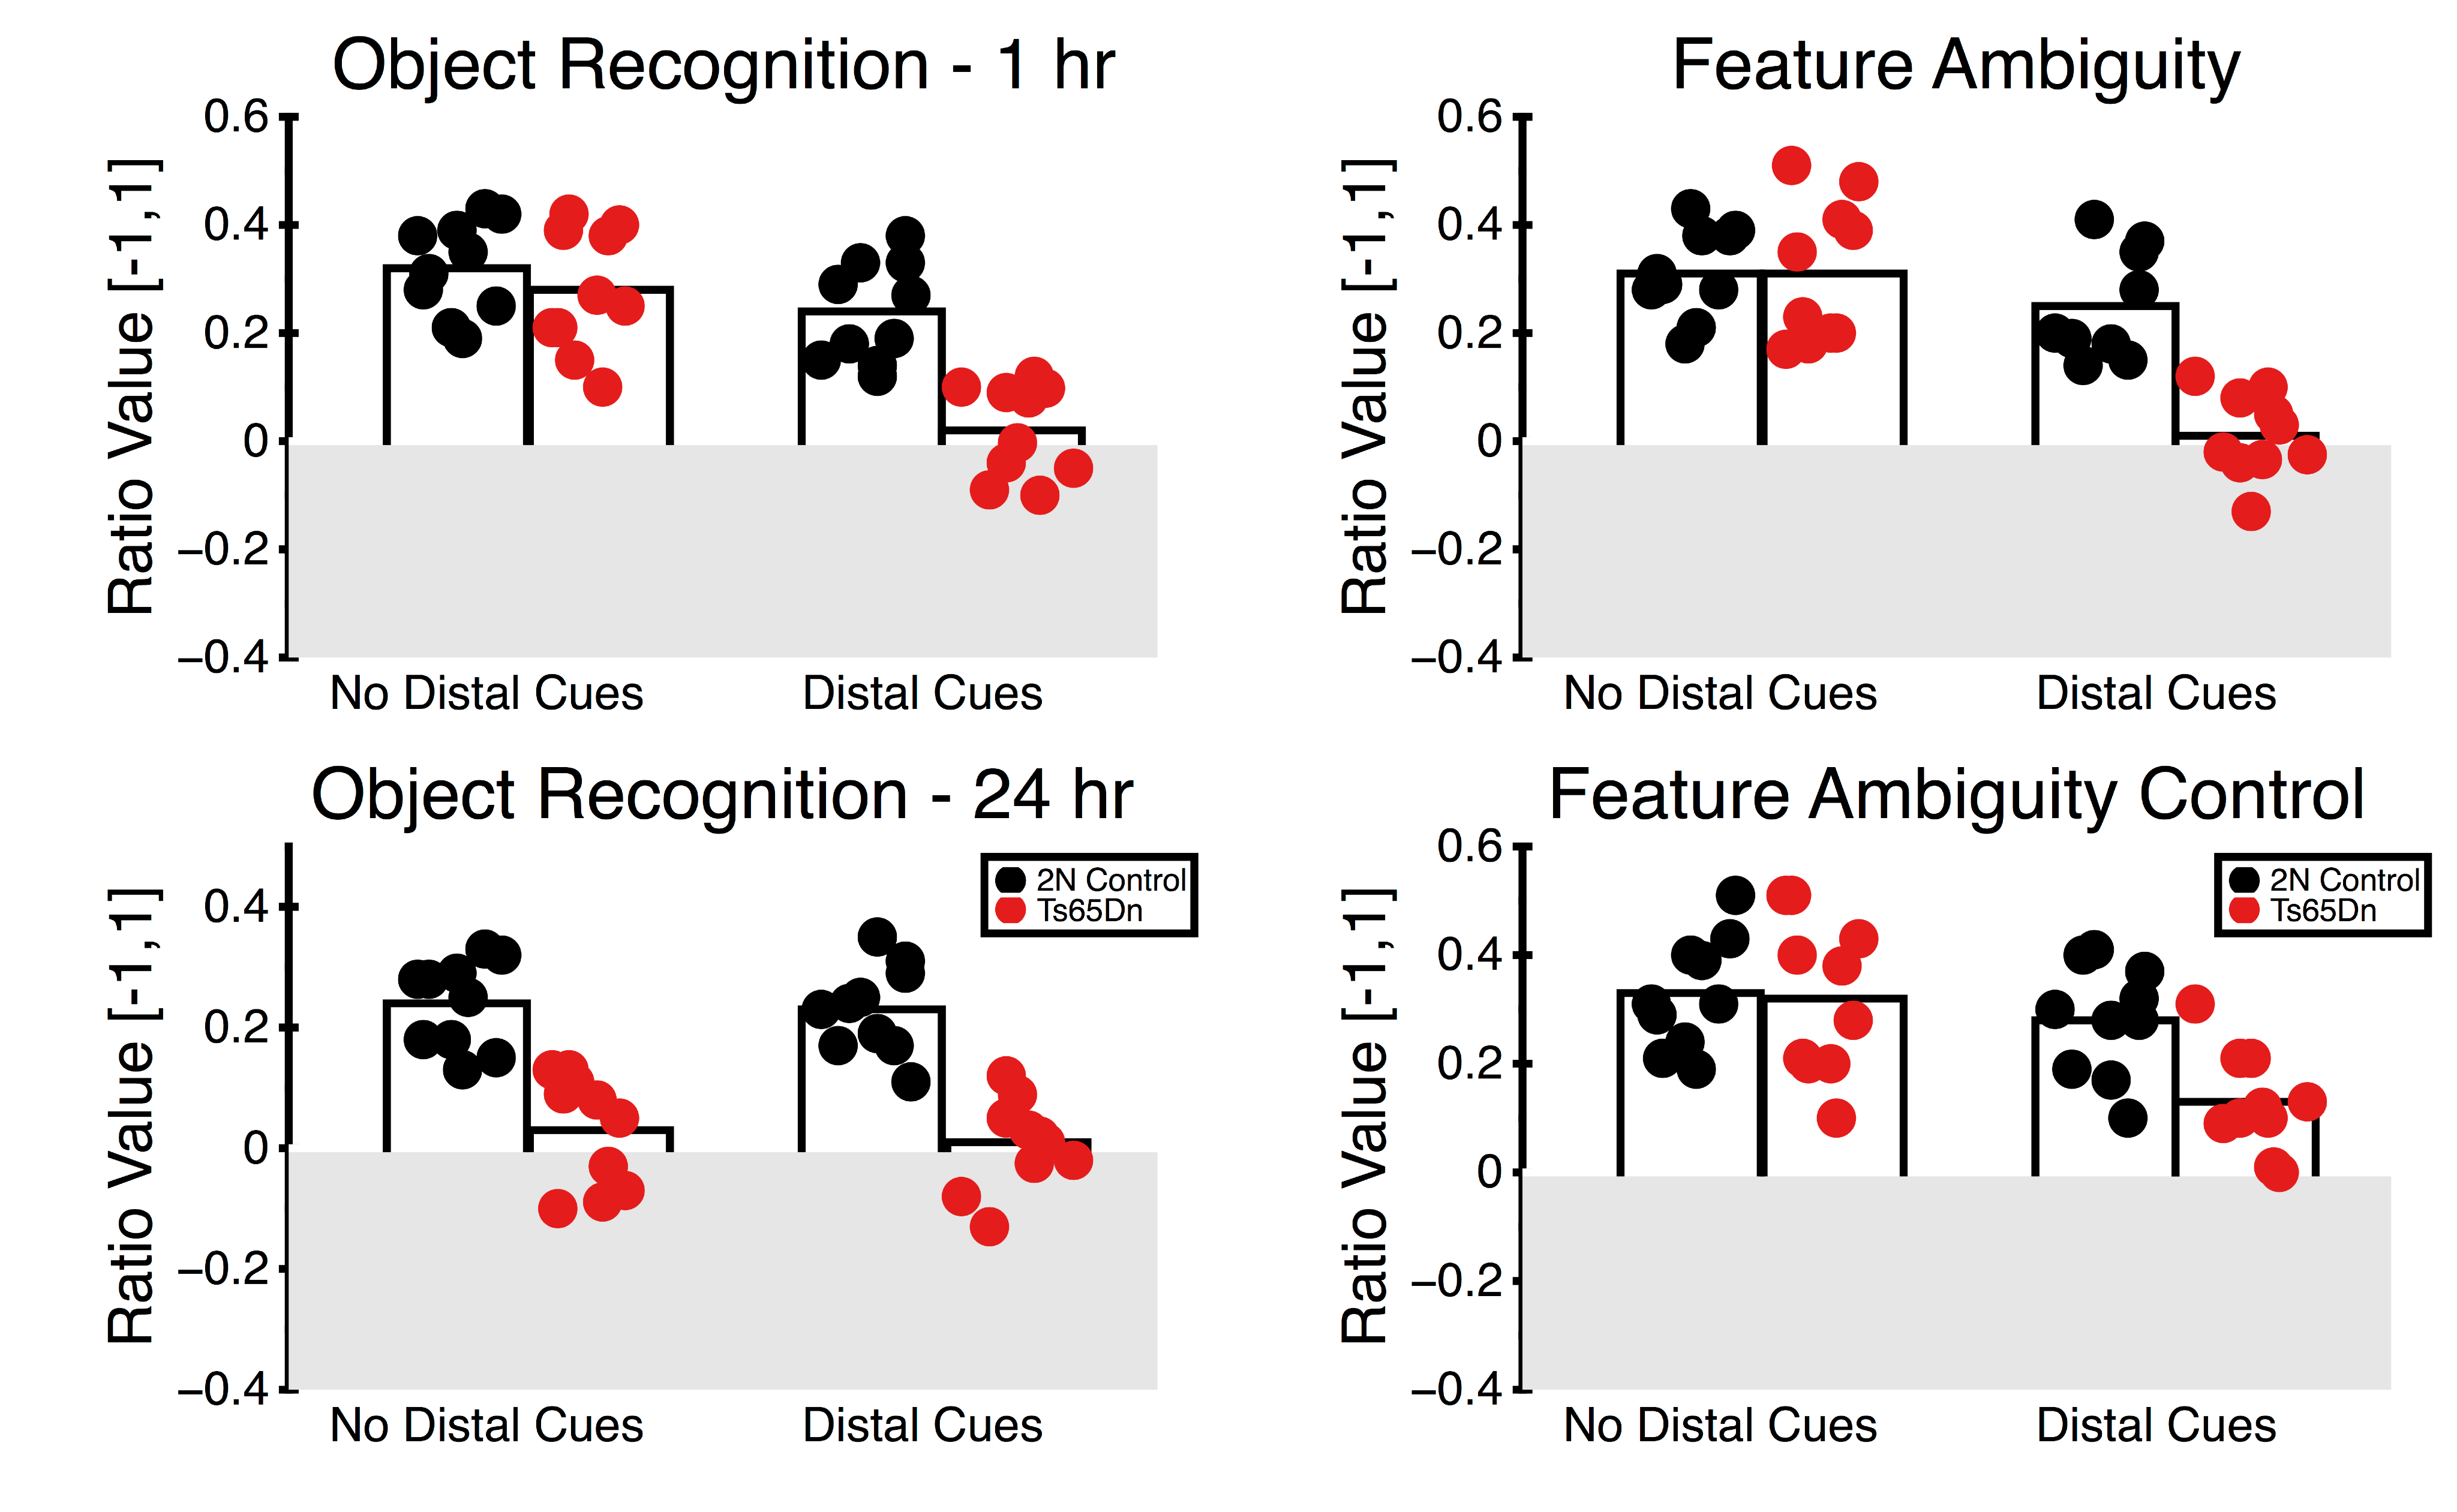 Object Recognition - 1 hr
Ratio Value [-1,1]
0.6
0.4
0.2
0
−0.2
−0.4
No Distal Cues
Distal Cues
Feature Ambiguity
Ratio Value [-1,1]
0.6
0.4
0.2
0
−0.2
−0.4
No Distal Cues
Distal Cues
Object Recognition - 24 hr
Ratio Value [-1,1]
0.4
0.2
0
−0.2
−0.4
2N Control
Ts65Dn
No Distal Cues
Distal Cues
Feature Ambiguity Control
Ratio Value [-1,1]
0.6
0.4
0.2
0
−0.2
−0.4
2N Control
Ts65Dn
No Distal Cues
Distal Cues